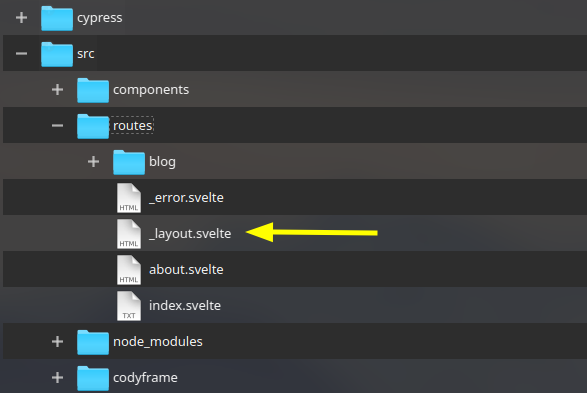 cypress
src
components
routes
blog
HTML _error.svelte
HTML _layout.svelte
HTML about.svelte
TXT index.svelte
node_modules
codyframe